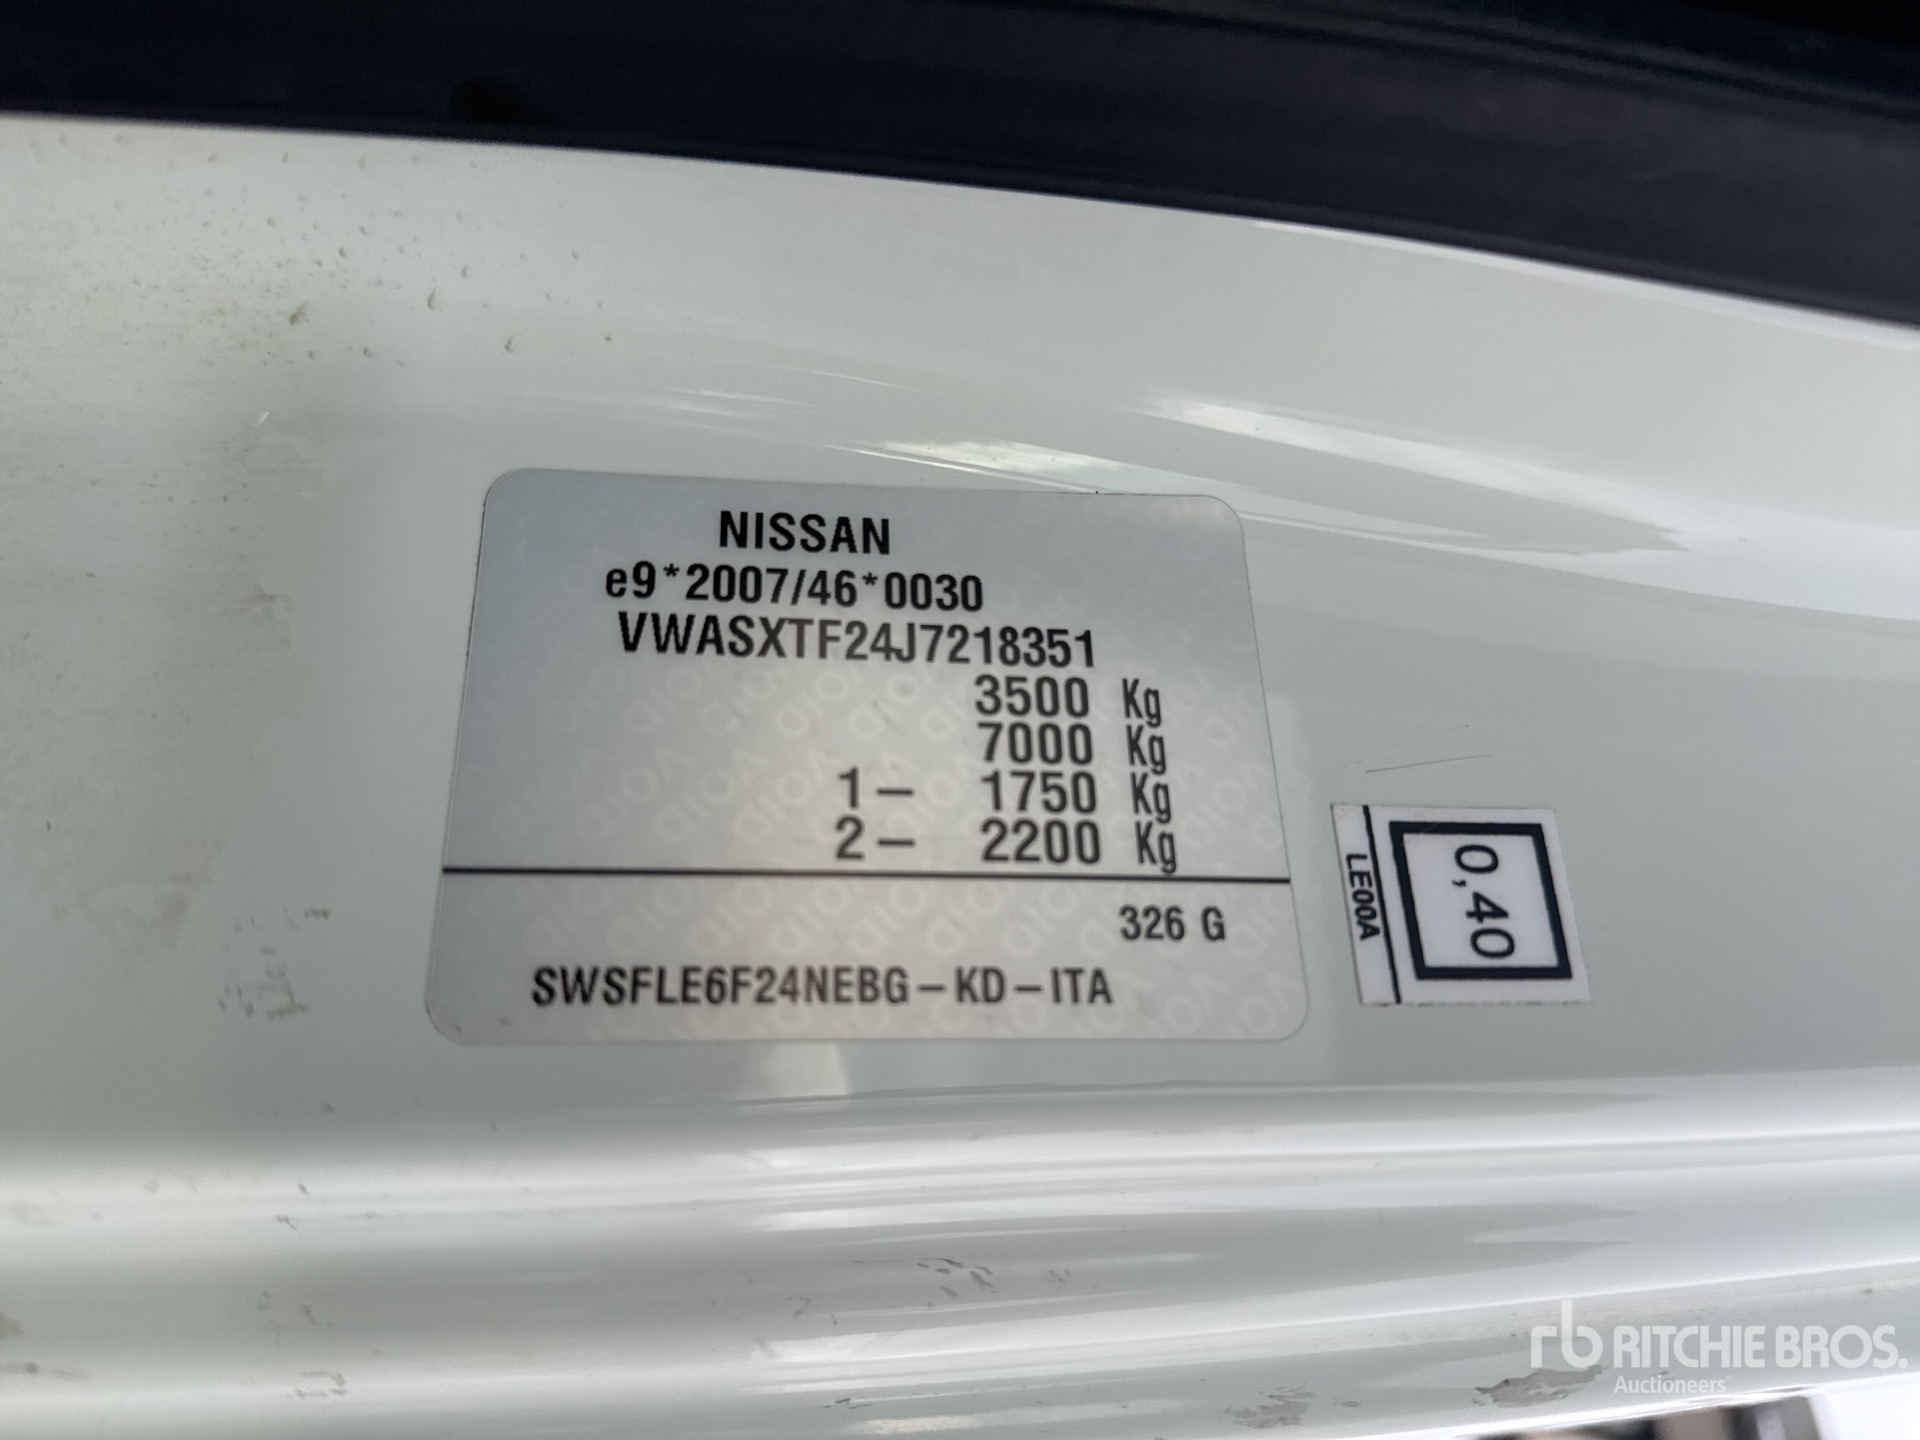 NISSAN
e9*2007/46*0030
VWASXTF24J7218351
3500 Kg
7000 Kg
1- 1750 Kg
2- 2200 Kg
326 G
SWSFLE6F24NEBG-KD-ITA
0,40
LE00A
rb RITCHIE BROS.
Auctioneers